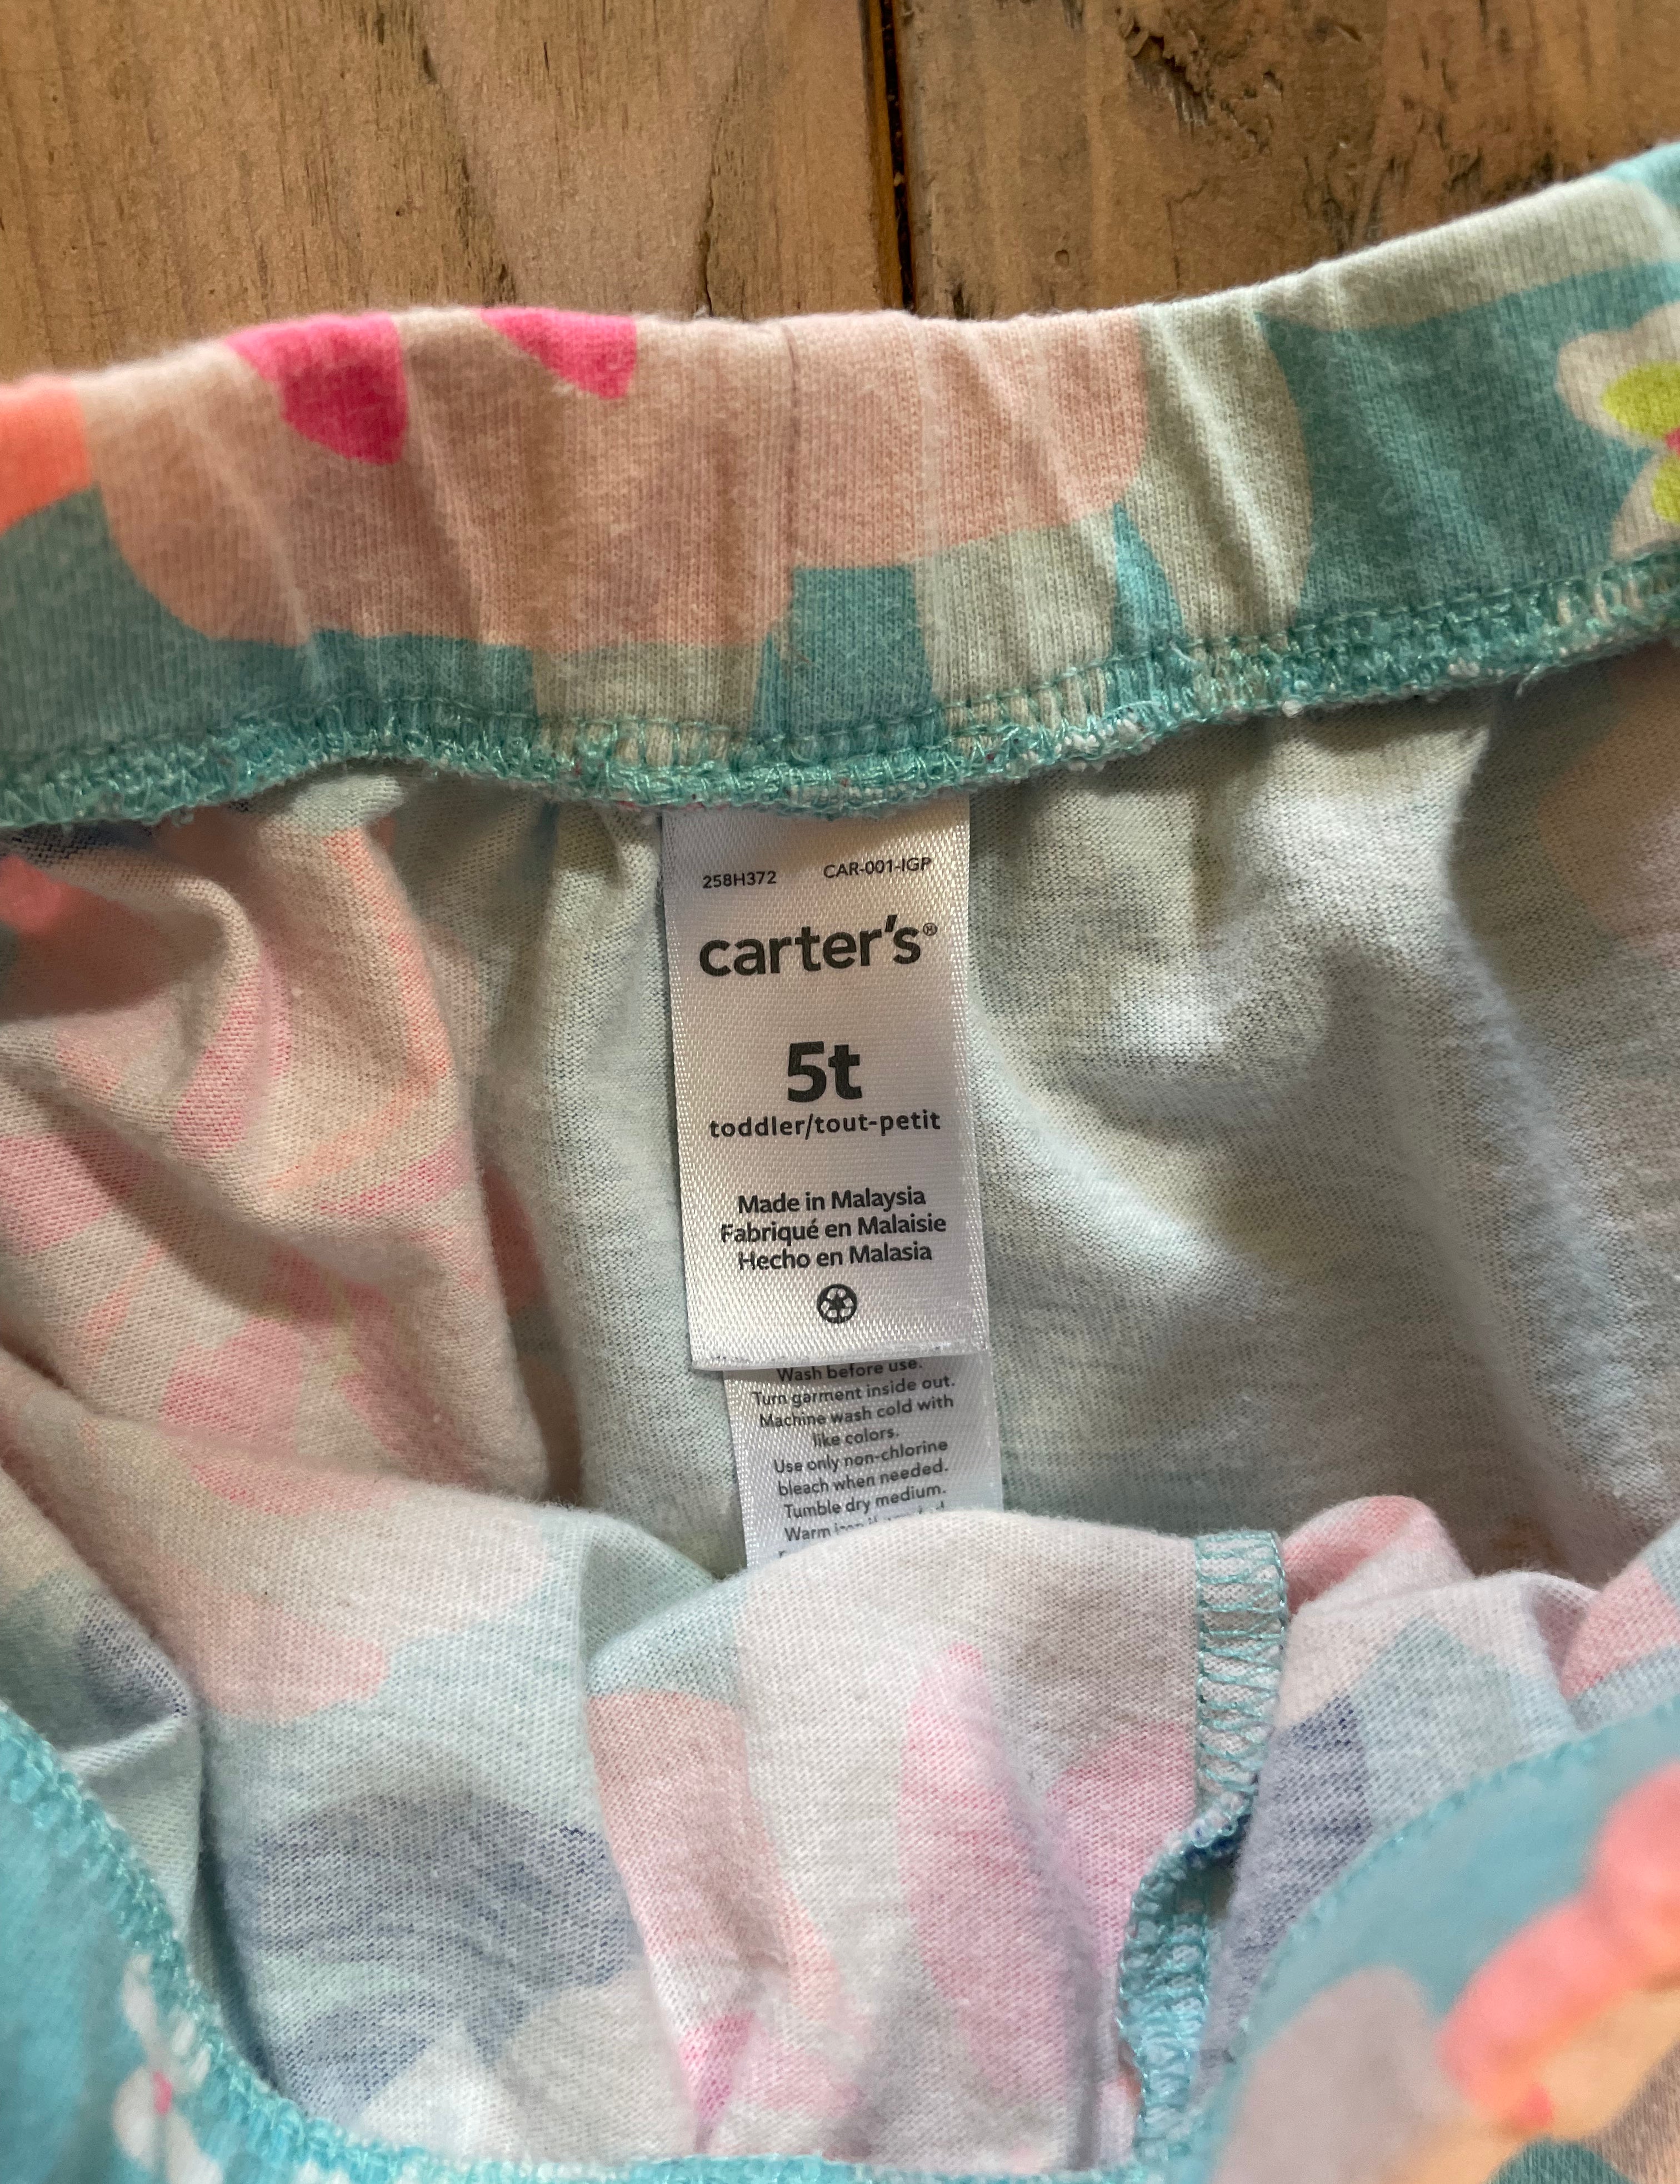 258H372 CAR-001-IGP
carter's®
5t
toddler/tout-petit
Made in Malaysia
Fabriqué en Malaisie
Hecho en Malasia
Wash before use.
Turn garment inside out.
Machine wash cold with
like colors.
Use only non-chlorine
bleach when needed.
Tumble dry medium.
Warm